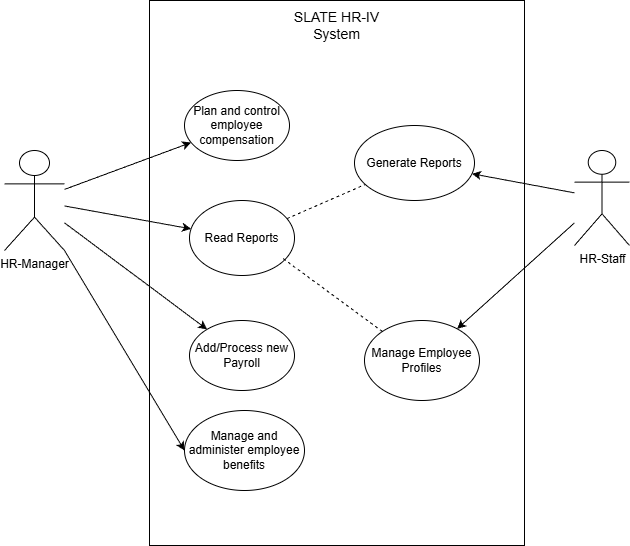 SLATE HR-IV
System
Plan and control
employee
compensation
Generate Reports
HR-Manager
HR-Staff
Read Reports
Add/Process new
Payroll
Manage Employee
Profiles
Manage and
administer employee
benefits